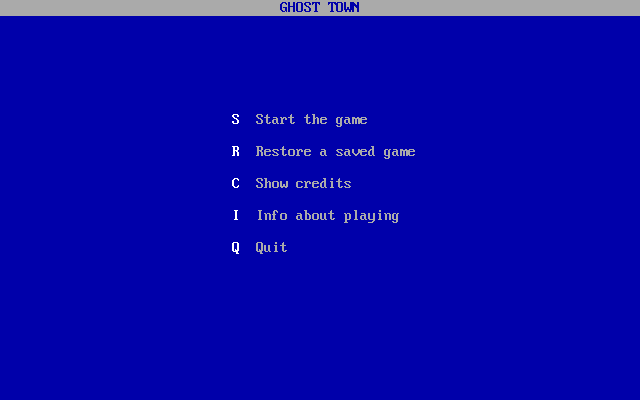 GHOST TOWN
S Start the game
R Restore a saved game
C Show credits
I Info about playing
Q Quit